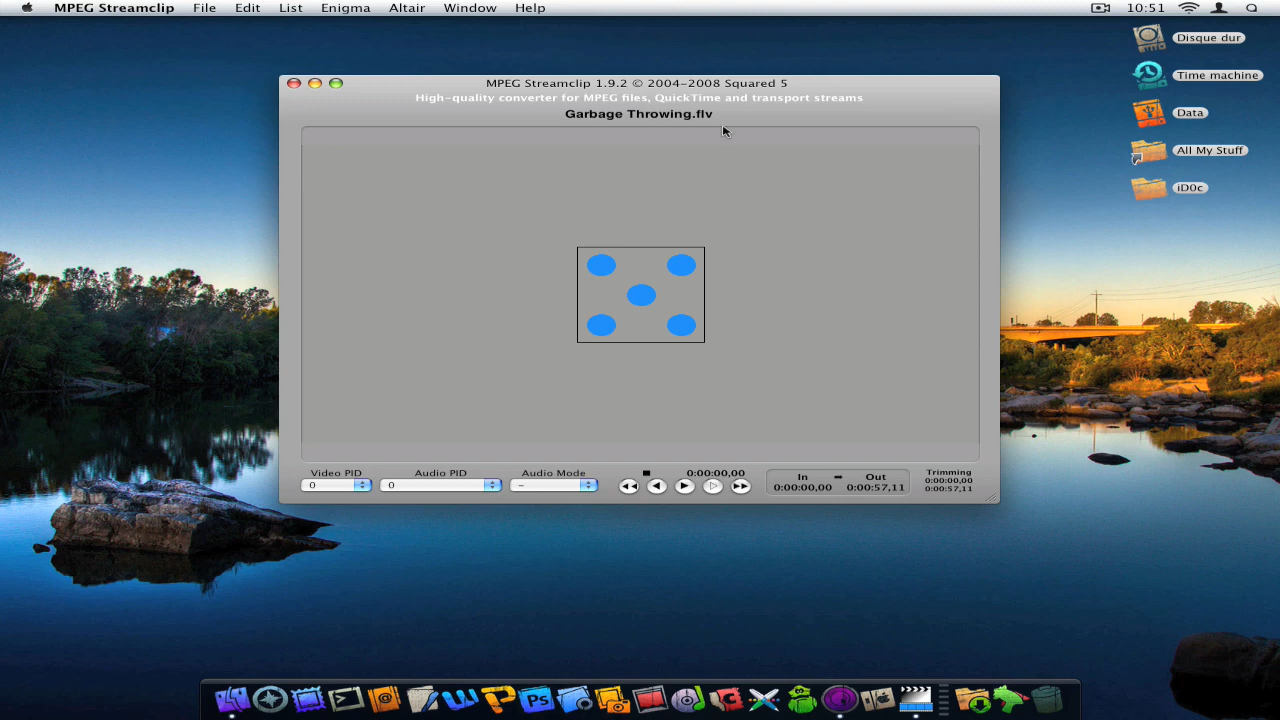 MPEG Streamclip File Edit List Enigma Altair Window Help 10:51
Disque dur
Time machine
Data
All My Stuff
iD0c
MPEG Streamclip 1.9.2 © 2004-2008 Squared 5
High-quality converter for MPEG files, QuickTime and transport streams
Garbage Throwing.flv
Video PID Audio PID Audio Mode 0:00:00,00 In Out Trimming
0 0 – 0:00:00,00 0:00:57,11 0:00:00,00
0:00:57,11
Ps